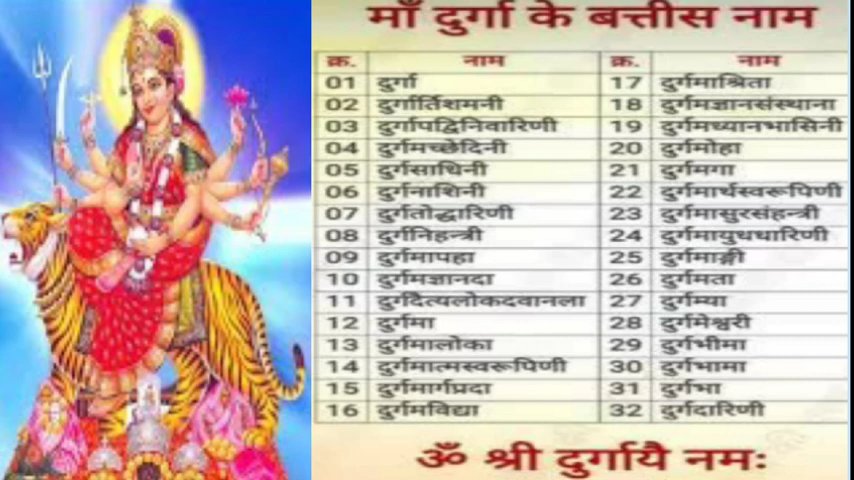 माँ दुर्गा के बत्तीस नाम
क्र. नाम क्र. नाम
01 दुर्गा 17 दुर्गमाश्रिता
02 दुर्गार्तिशमनी 18 दुर्गमज्ञानसंस्थाना
03 दुर्गापद्विनिवारिणी 19 दुर्गमध्यानभासिनी
04 दुर्गमच्छेदिनी 20 दुर्गमोहा
05 दुर्गसाधिनी 21 दुर्गमगा
06 दुर्गनाशिनी 22 दुर्गमार्थस्वरूपिणी
07 दुर्गतोद्धारिणी 23 दुर्गमासुरसंहन्त्री
08 दुर्गनिहन्त्री 24 दुर्गमायुधधारिणी
09 दुर्गमापहा 25 दुर्गमाङ्गी
10 दुर्गमज्ञानदा 26 दुर्गमता
11 दुर्गदैत्यलोकदवानला 27 दुर्गम्या
12 दुर्गमा 28 दुर्गमेश्वरी
13 दुर्गमालोका 29 दुर्गभीमा
14 दुर्गमात्मस्वरूपिणी 30 दुर्गभामा
15 दुर्गमार्गप्रदा 31 दुर्गभा
16 दुर्गमविद्या 32 दुर्गदारिणी
ॐ श्री दुर्गायै नमः